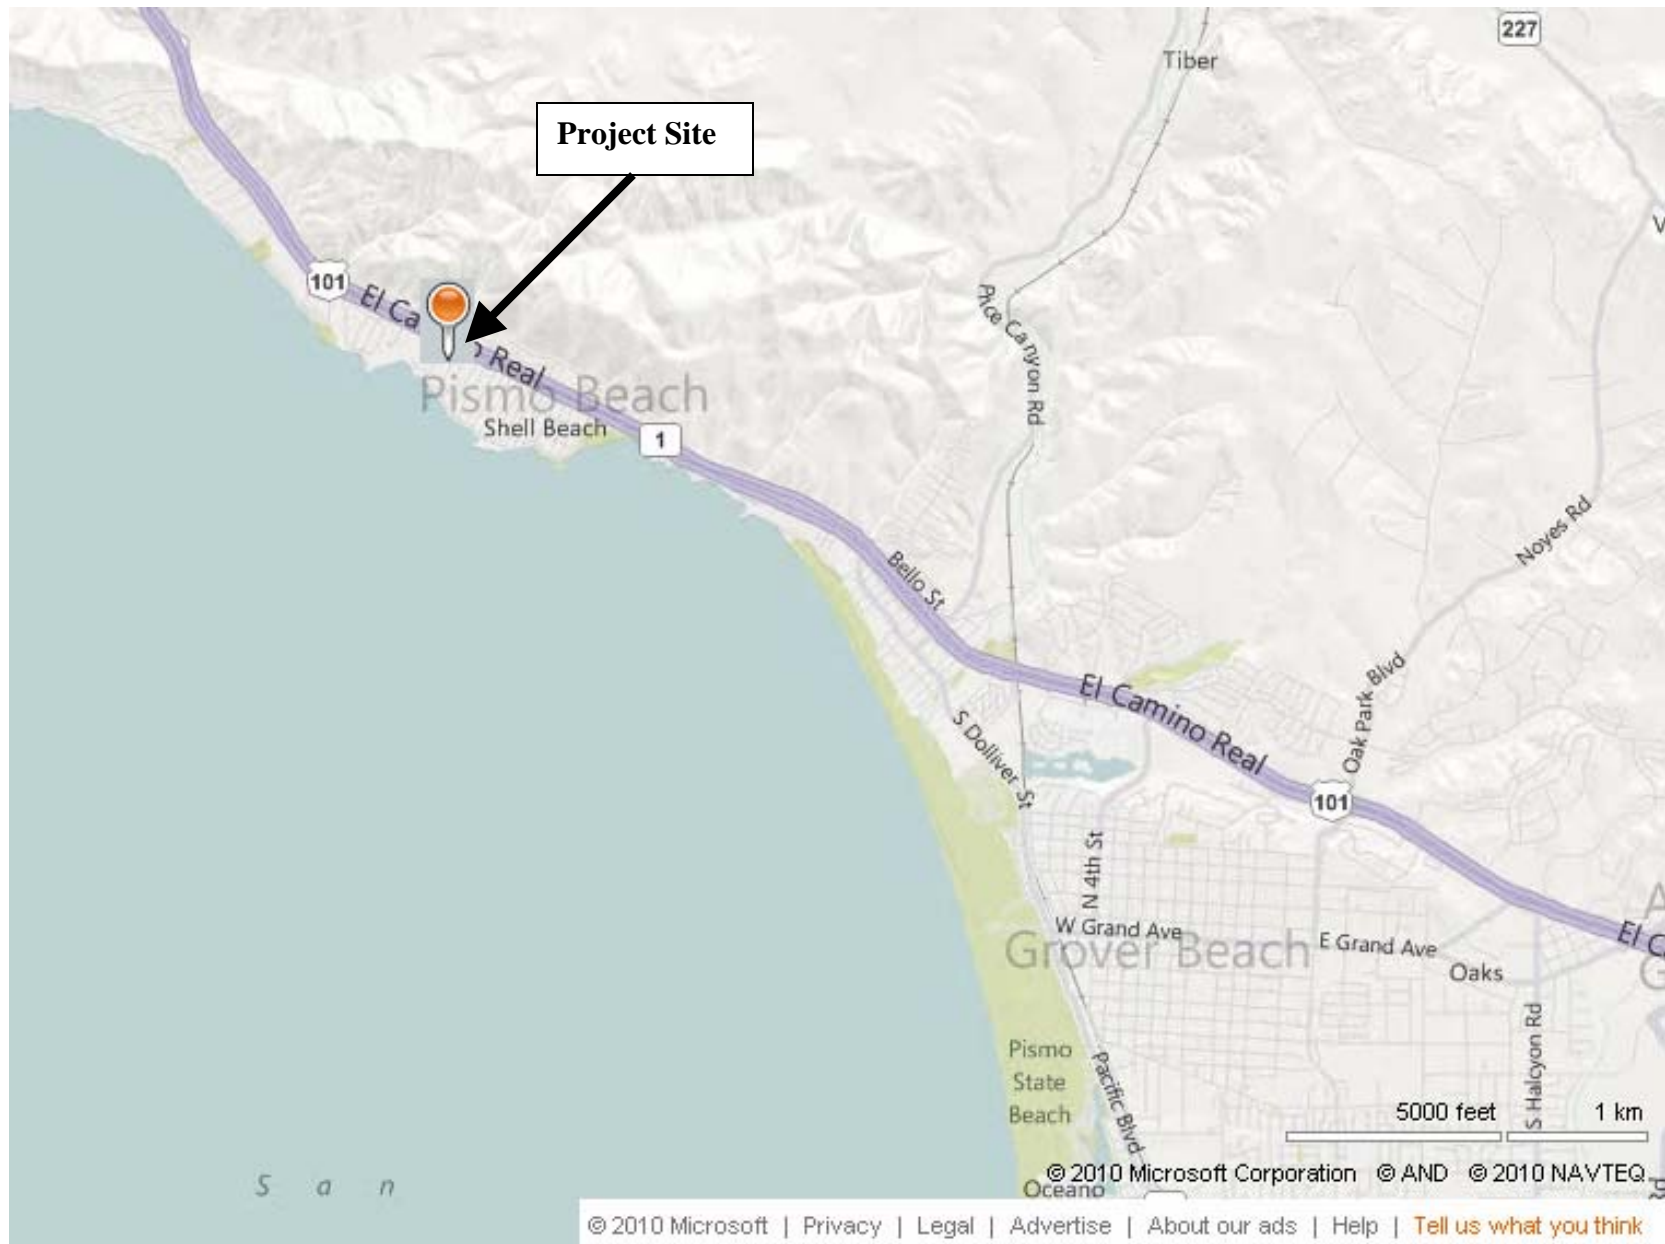 227
Tiber
Project Site
V
101
El Ca
Real
Price Canyon Rd
Pismo Beach
Shell Beach
1
Noyes Rd
Bello St
El Camino Real
Oak Park Blvd
S Dolliver St
101
N 4th St
W Grand Ave
E Grand Ave
El C
Grover Beach
Oaks
A
G
Pismo
State
Beach
Pacific Blvd
S Halcyon Rd
5000 feet
1 km
© 2010 Microsoft Corporation © AND © 2010 NAVTEQ
Oceano
S a n
© 2010 Microsoft | Privacy | Legal | Advertise | About our ads | Help | Tell us what you think